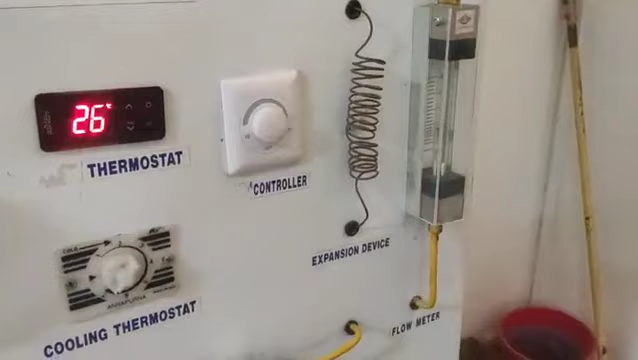 26
THERMOSTAT
CONTROLLER
EXPANSION DEVICE
FLOW METER
COOLING THERMOSTAT